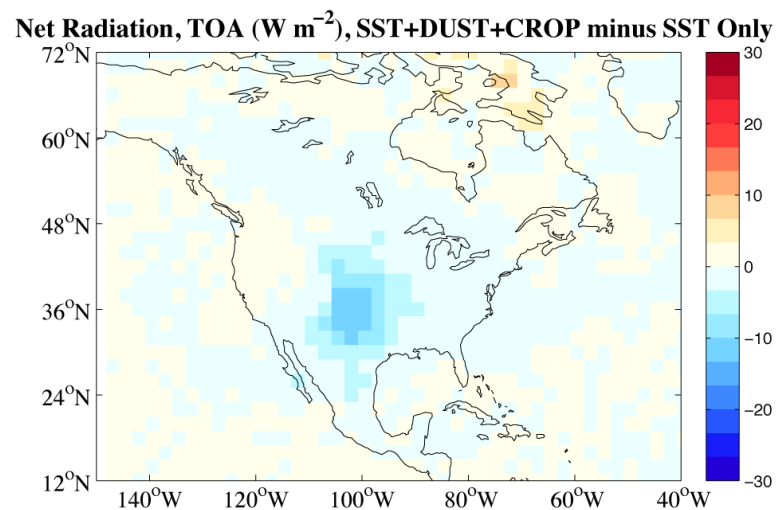 Net Radiation, TOA (W m⁻²), SST+DUST+CROP minus SST Only
72°N
60°N
48°N
36°N
24°N
12°N
140°W 120°W 100°W 80°W 60°W 40°W
30
20
10
0
−10
−20
−30